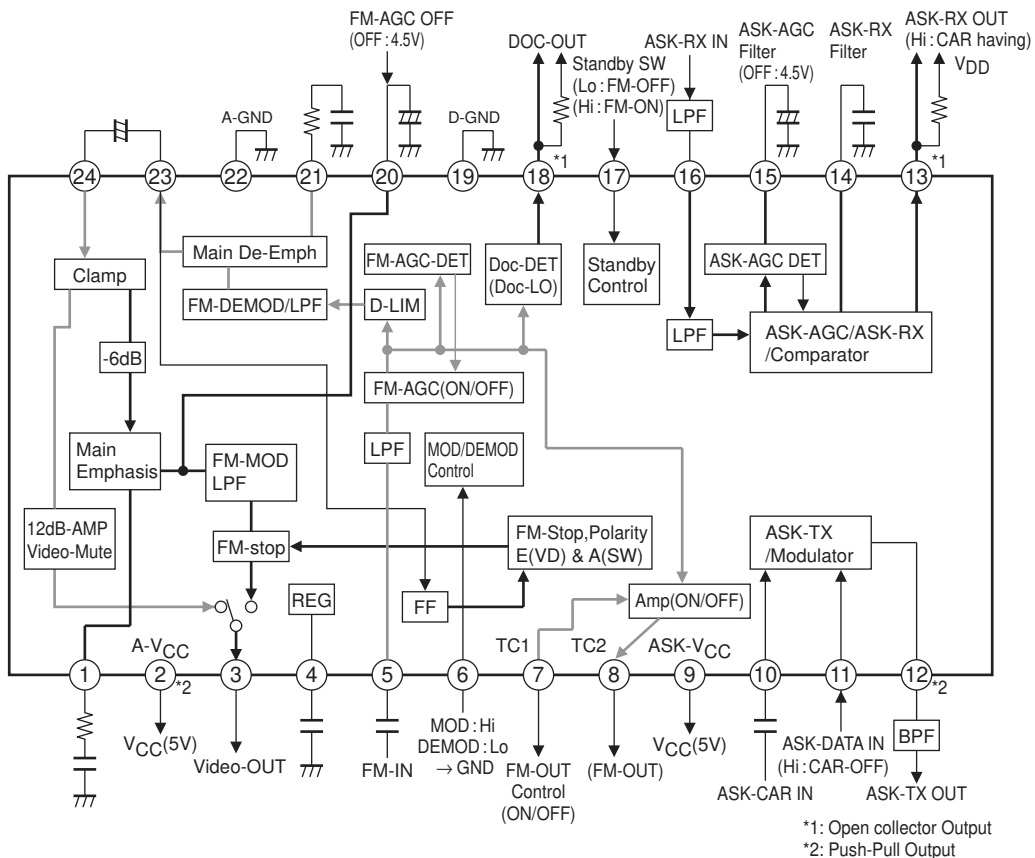 FM-AGC OFF
(OFF : 4.5V)
DOC-OUT
Standby SW
(Lo : FM-OFF)
(Hi : FM-ON)
ASK-RX IN
LPF
ASK-AGC
Filter
(OFF : 4.5V)
ASK-RX
Filter
ASK-RX OUT
(Hi : CAR having)
VDD
A-GND
D-GND
*1
*1
24
23
22
21
20
19
18
17
16
15
14
13
Clamp
Main De-Emph
FM-AGC-DET
Doc-DET
(Doc-LO)
Standby
Control
ASK-AGC DET
FM-DEMOD/LPF
D-LIM
-6dB
LPF
ASK-AGC/ASK-RX
/Comparator
FM-AGC(ON/OFF)
Main
Emphasis
FM-MOD
LPF
LPF
MOD/DEMOD
Control
12dB-AMP
Video-Mute
FM-stop
FM-Stop,Polarity
E(VD) & A(SW)
ASK-TX
/Modulator
REG
FF
Amp(ON/OFF)
A-VCC
TC1
TC2
ASK-VCC
1
2
3
4
5
6
7
8
9
10
11
12
*2
*2
VCC(5V)
Video-OUT
FM-IN
MOD : Hi
DEMOD : Lo
→ GND
FM-OUT
Control
(ON/OFF)
(FM-OUT)
VCC(5V)
ASK-CAR IN
ASK-DATA IN
(Hi : CAR-OFF)
BPF
ASK-TX OUT
*1: Open collector Output
*2: Push-Pull Output